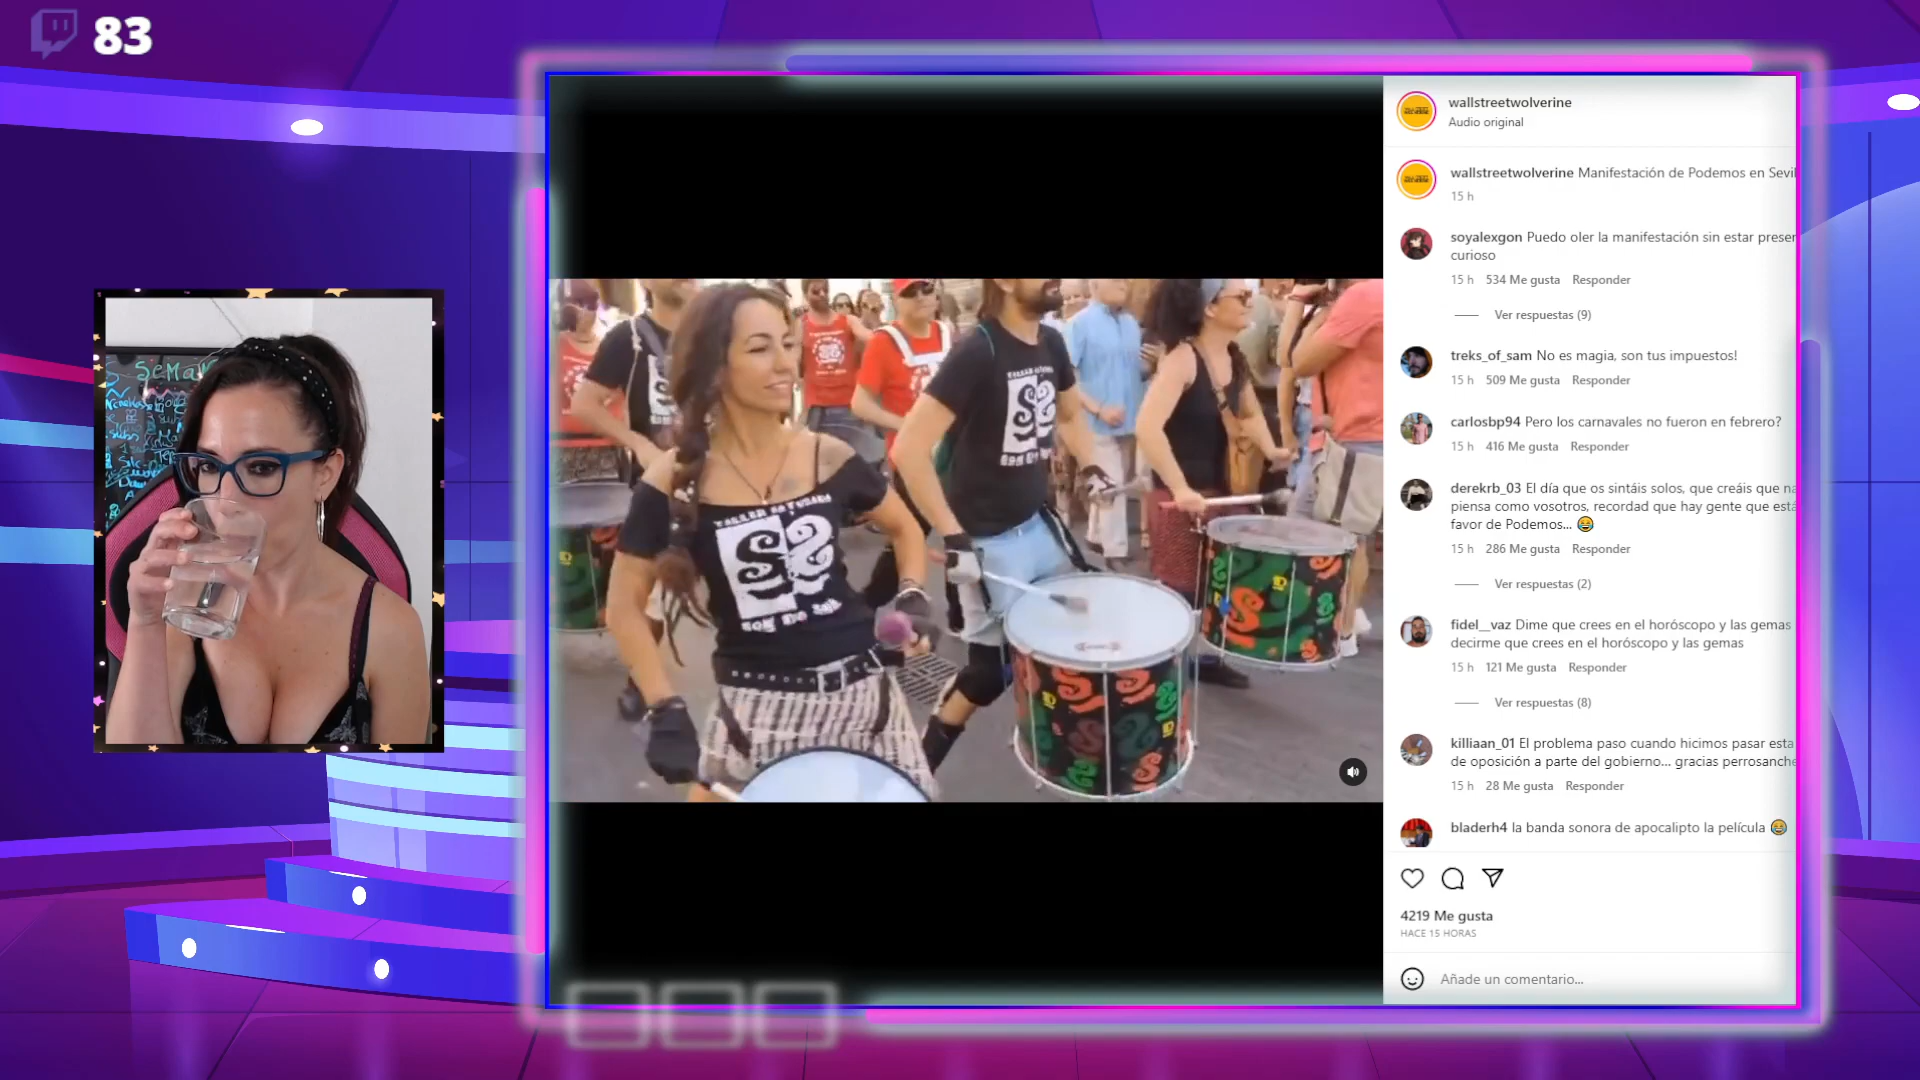 83
SeMa
Subs
wallstreetwolverine
Audio original
wallstreetwolverine Manifestación de Podemos en Sevil
15 h
soyalexgon Puedo oler la manifestación sin estar presen
curioso
15 h 534 Me gusta Responder
Ver respuestas (9)
treks_of_sam No es magia, son tus impuestos!
15 h 509 Me gusta Responder
carlosbp94 Pero los carnavales no fueron en febrero?
15 h 416 Me gusta Responder
derekrb_03 El día que os sintáis solos, que creáis que na
piensa como vosotros, recordad que hay gente que está
favor de Podemos... 😂
15 h 286 Me gusta Responder
Ver respuestas (2)
fidel__vaz Dime que crees en el horóscopo y las gemas
decirme que crees en el horóscopo y las gemas
15 h 121 Me gusta Responder
Ver respuestas (8)
killiaan_01 El problema paso cuando hicimos pasar esta
de oposición a parte del gobierno... gracias perrosanche
15 h 28 Me gusta Responder
bladerh4 la banda sonora de apocalipto la película 😂
4219 Me gusta
HACE 15 HORAS
Añade un comentario...